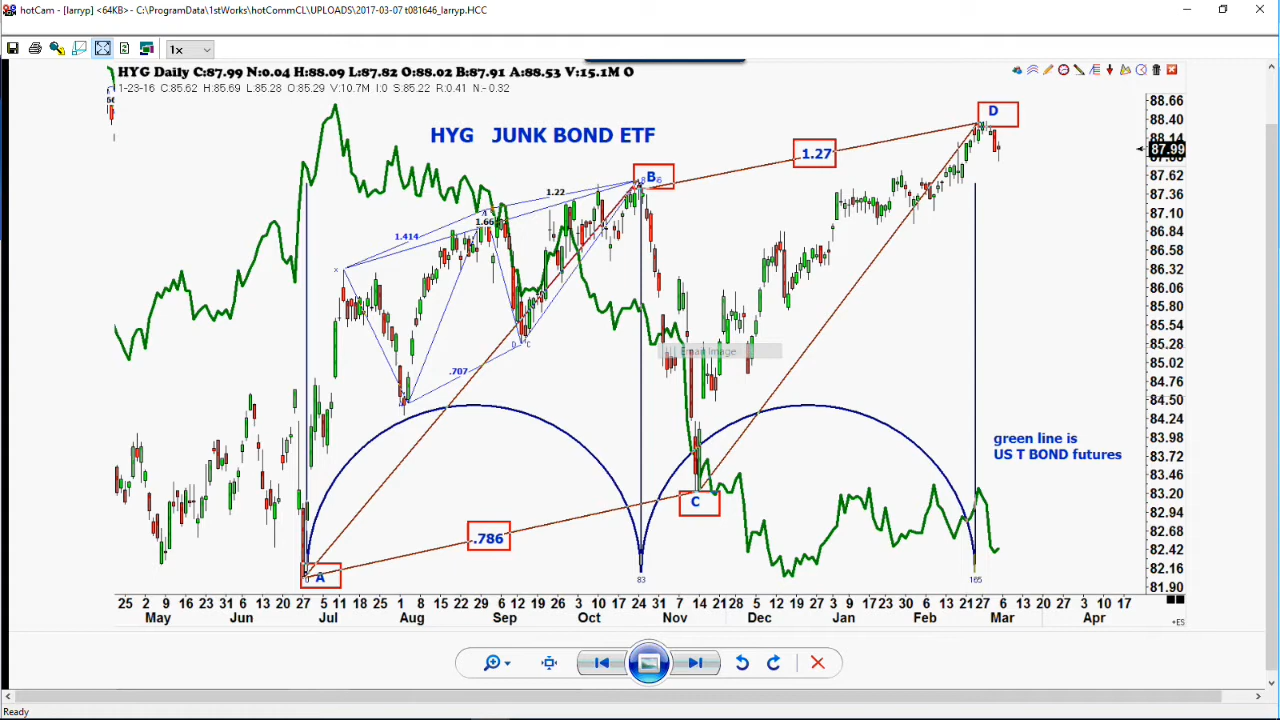 hotCam - [larryp] <64KB>- C:\ProgramData\1stWorks\hotCommCL\UPLOADS\2017-03-07 t081646_larryp.HCC
1x
HYG Daily C:87.99 N:0.04 H:88.09 L:87.82 O:88.02 B:87.91 A:88.53 V:15.1M O
1-23-16 C:85.62 H:85.69 L:85.28 O:85.29 V:10.7M I:0 S:85.22 R:0.41 N:-0.32
HYG JUNK BOND ETF
D
1.27
B
1.22
1.414
X
.707
D
C
Email Image
green line is
US T BOND futures
C
.786
A
0
83
165
88.66
88.40
88.14
87.99
87.62
87.36
87.10
86.84
86.58
86.32
86.06
85.80
85.54
85.28
85.02
84.76
84.50
84.24
83.98
83.72
83.46
83.20
82.94
82.68
82.42
82.16
81.90
25 2 9 16 23 31 6 13 20 27 5 11 18 25 1 8 15 22 29 6 12 19 26 3 10 17 24 31 7 14 21 28 5 12 19 27 3 9 17 23 30 6 13 21 27 6 13 20 27 3 10 17
May Jun Jul Aug Sep Oct Nov Dec Jan Feb Mar Apr
+ES
Ready